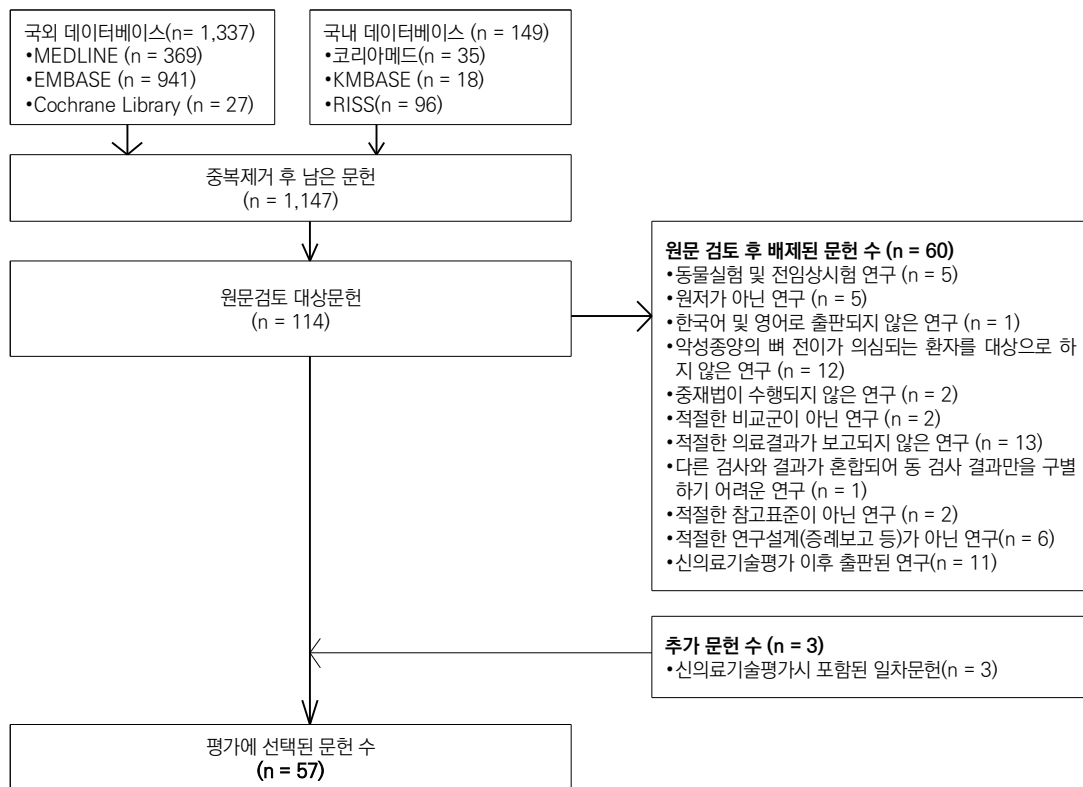 국외 데이터베이스(n= 1,337)
•MEDLINE (n = 369)
•EMBASE (n = 941)
•Cochrane Library (n = 27)
국내 데이터베이스 (n = 149)
•코리아메드(n = 35)
•KMBASE (n = 18)
•RISS(n = 96)
중복제거 후 남은 문헌
(n = 1,147)
원문검토 대상문헌
(n = 114)
원문 검토 후 배제된 문헌 수 (n = 60)
•동물실험 및 전임상시험 연구 (n = 5)
•원저가 아닌 연구 (n = 5)
•한국어 및 영어로 출판되지 않은 연구 (n = 1)
•악성종양의 뼈 전이가 의심되는 환자를 대상으로 하
지 않은 연구 (n = 12)
•중재법이 수행되지 않은 연구 (n = 2)
•적절한 비교군이 아닌 연구 (n = 2)
•적절한 의료결과가 보고되지 않은 연구 (n = 13)
•다른 검사와 결과가 혼합되어 동 검사 결과만을 구별
하기 어려운 연구 (n = 1)
•적절한 참고표준이 아닌 연구 (n = 2)
•적절한 연구설계(증례보고 등)가 아닌 연구(n = 6)
•신의료기술평가 이후 출판된 연구(n = 11)
추가 문헌 수 (n = 3)
•신의료기술평가시 포함된 일차문헌(n = 3)
평가에 선택된 문헌 수
(n = 57)